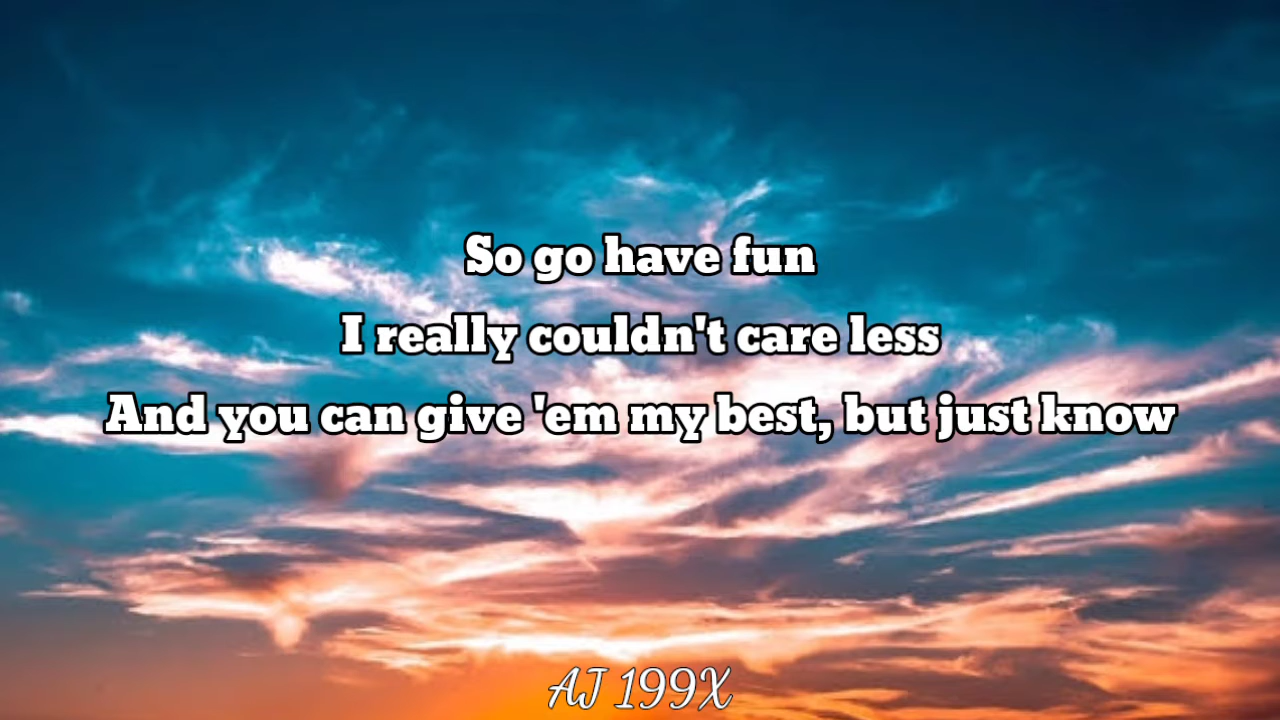 So go have fun
I really couldn't care less
And you can give 'em my best, but just know
AJ 199X